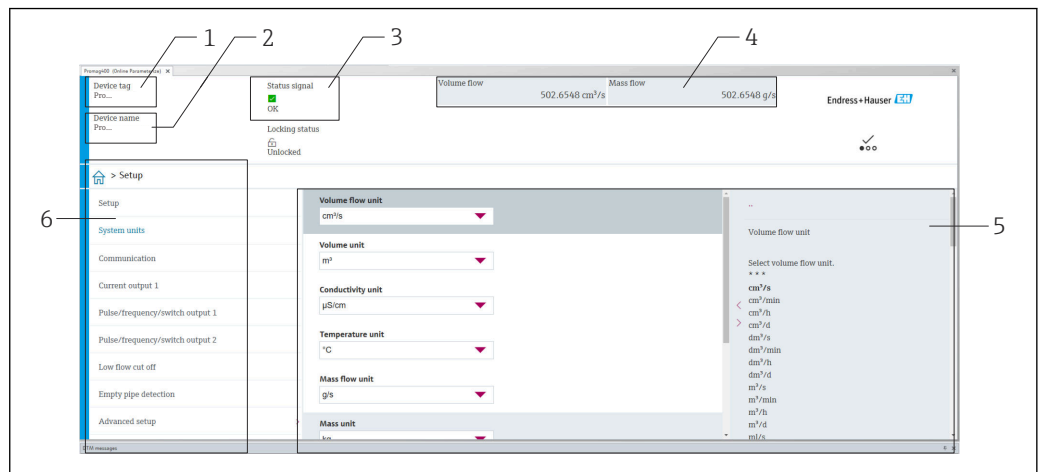 1
2
3
4
Promag400 (Online Parameterize) ×
Device tag
Pro...
Device name
Pro...
Status signal
OK
Locking status
Unlocked
Volume flow
502.6548 cm³/s
Mass flow
502.6548 g/s
Endress+Hauser EH
> Setup
6
5
Setup
System units
Communication
Current output 1
Pulse/frequency/switch output 1
Pulse/frequency/switch output 2
Low flow cut off
Empty pipe detection
Advanced setup
Volume flow unit
cm³/s
Volume unit
m³
Conductivity unit
µS/cm
Temperature unit
°C
Mass flow unit
g/s
Mass unit
kg
..
Volume flow unit
Select volume flow unit.
* * *
cm³/s
cm³/min
cm³/h
cm³/d
dm³/s
dm³/min
dm³/h
dm³/d
m³/s
m³/min
m³/h
m³/d
ml/s
DTM messages